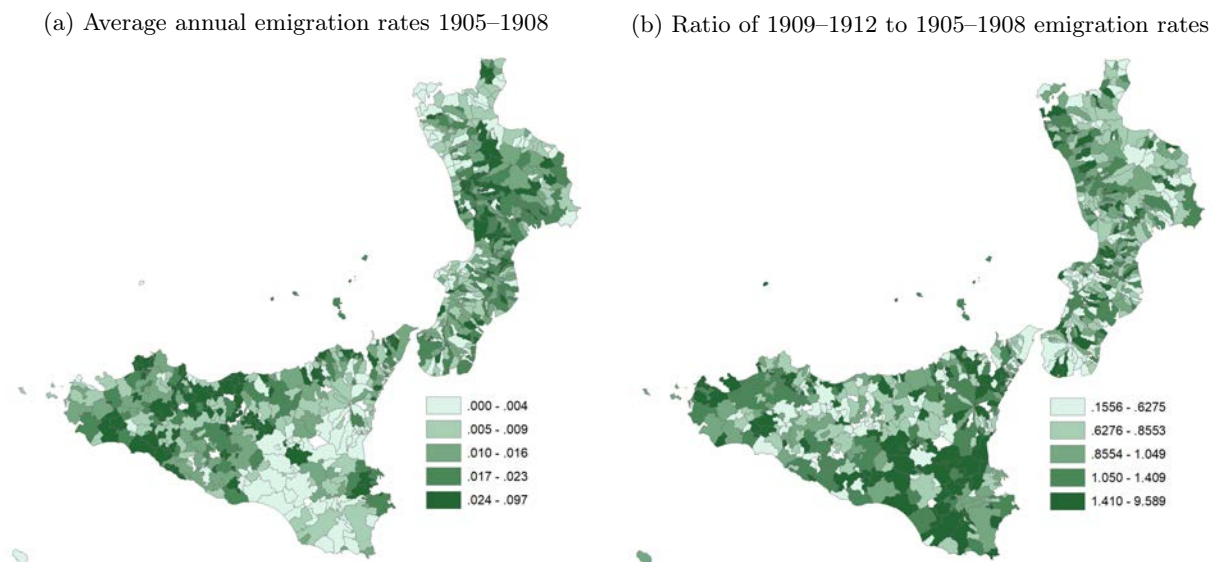 (a) Average annual emigration rates 1905–1908
(b) Ratio of 1909–1912 to 1905–1908 emigration rates
.000 - .004
.005 - .009
.010 - .016
.017 - .023
.024 - .097
.1556 - .6275
.6276 - .8553
.8554 - 1.049
1.050 - 1.409
1.410 - 9.589